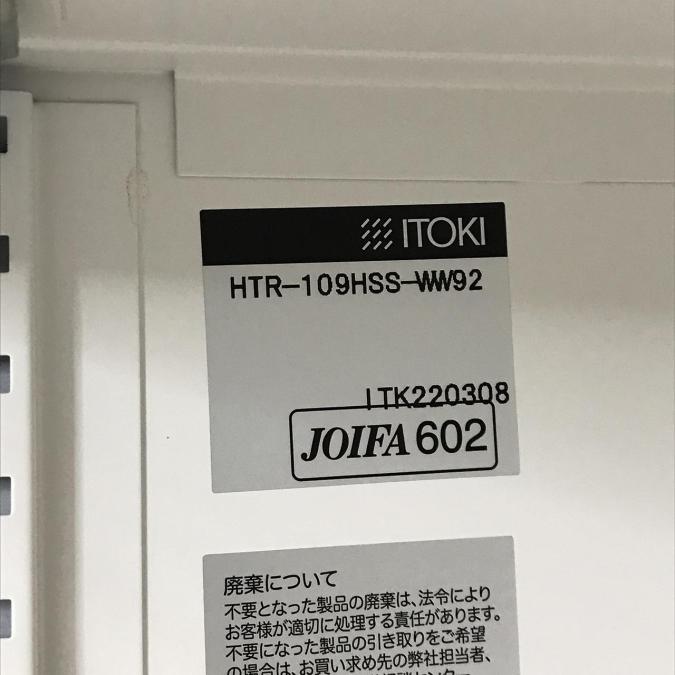 ITOKI
HTR-109HSS-WW92
ITK220308
JOIFA 602
廃棄について
不要となった製品の廃棄は、法令により
お客様が適切に処理する責任があります。
不要になった製品の引き取りをご希望
の場合は、お買い求め先の弊社担当者、